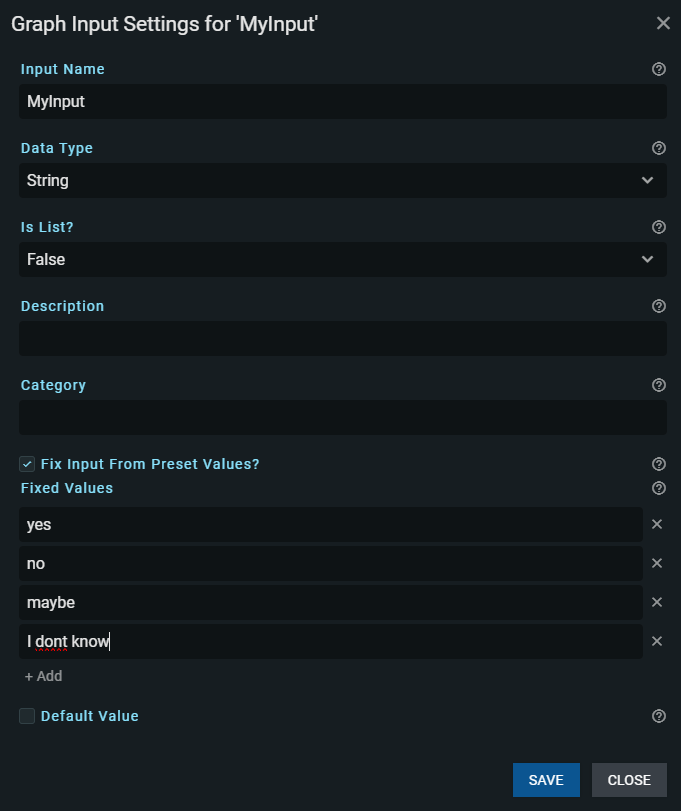 Graph Input Settings for 'MyInput'
Input Name
MyInput
Data Type
String
Is List?
False
Description
Category
Fix Input From Preset Values?
Fixed Values
yes
no
maybe
I dont know
+ Add
Default Value
SAVE CLOSE